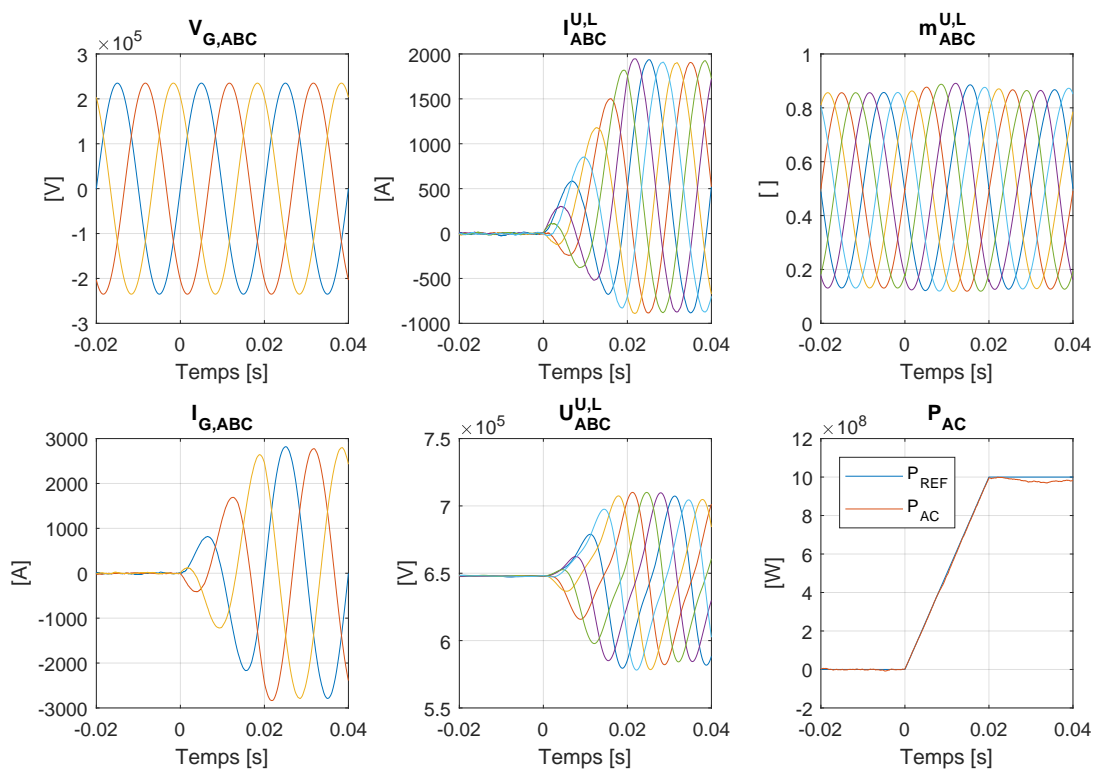 V_G,ABC
× 10^5
3
2
1
0
-1
-2
-3
[V]
-0.02 0 0.02 0.04
Temps [s]
I_ABC^U,L
2000
1500
1000
500
0
-500
-1000
[A]
-0.02 0 0.02 0.04
Temps [s]
m_ABC^U,L
1
0.8
0.6
0.4
0.2
0
[ ]
-0.02 0 0.02 0.04
Temps [s]
I_G,ABC
3000
2000
1000
0
-1000
-2000
-3000
[A]
-0.02 0 0.02 0.04
Temps [s]
U_ABC^U,L
× 10^5
7.5
7
6.5
6
5.5
[V]
-0.02 0 0.02 0.04
Temps [s]
P_AC
× 10^8
12
10
8
6
4
2
0
-2
[W]
P_REF
P_AC
-0.02 0 0.02 0.04
Temps [s]